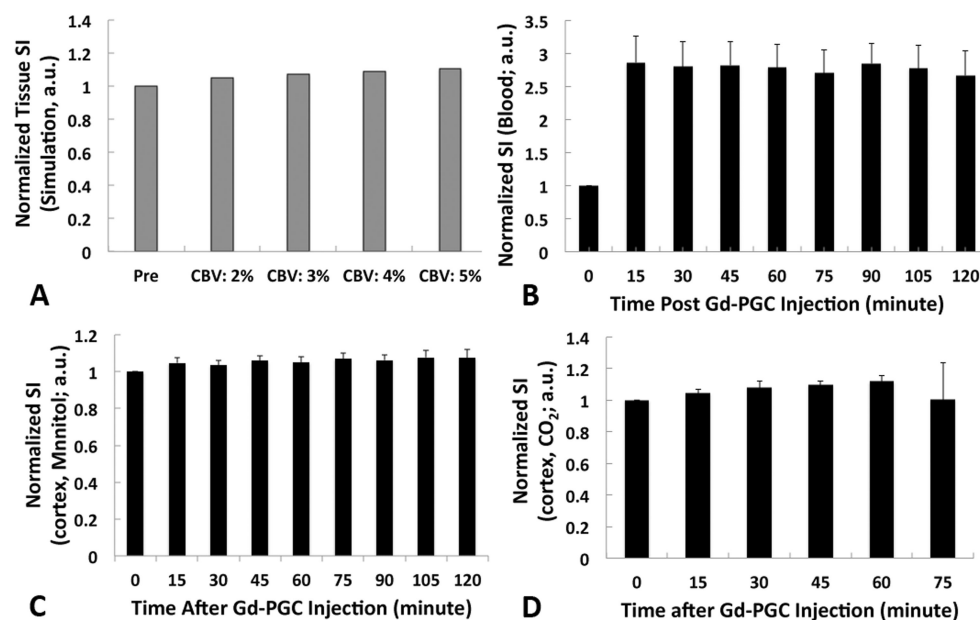 Normalized Tissue SI
(Simulation, a.u.)
1.4
1.2
1
0.8
0.6
0.4
0.2
0
Pre CBV: 2% CBV: 3% CBV: 4% CBV: 5%
A
Normalized SI (Blood; a.u.)
3.5
3
2.5
2
1.5
1
0.5
0
0 15 30 45 60 75 90 105 120
Time Post Gd-PGC Injection (minute)
B
Normalized SI
(cortex, Mnnitol; a.u.)
1.2
1
0.8
0.6
0.4
0.2
0
0 15 30 45 60 75 90 105 120
Time After Gd-PGC Injection (minute)
C
Normalized SI
(cortex, CO₂; a.u.)
1.4
1.2
1
0.8
0.6
0.4
0.2
0
0 15 30 45 60 75
Time after Gd-PGC Injection (minute)
D